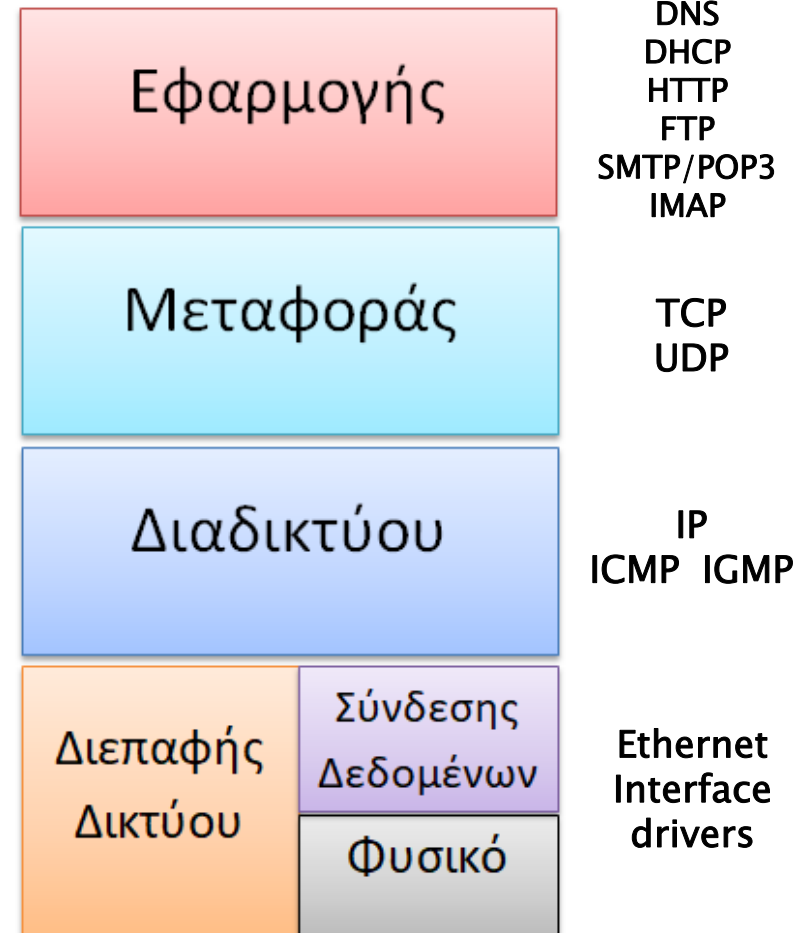 Εφαρμογής
DNS
DHCP
HTTP
FTP
SMTP/POP3
IMAP
Μεταφοράς
TCP
UDP
Διαδικτύου
IP
ICMP IGMP
Διεπαφής
Δικτύου
Σύνδεσης
Δεδομένων
Φυσικό
Ethernet
Interface
drivers